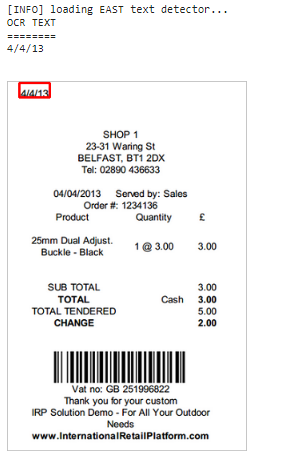 [INFO] loading EAST text detector...
OCR TEXT
========
4/4/13
4/4/13
SHOP 1
23-31 Waring St
BELFAST, BT1 2DX
Tel: 02890 436633
04/04/2013 Served by: Sales
Order #: 1234136
Product Quantity £
25mm Dual Adjust.
Buckle - Black 1 @ 3.00 3.00
SUB TOTAL 3.00
TOTAL Cash 3.00
TOTAL TENDERED 5.00
CHANGE 2.00
Vat no: GB 251996822
Thank you for your custom
IRP Solution Demo - For All Your Outdoor
Needs
www.InternationalRetailPlatform.com